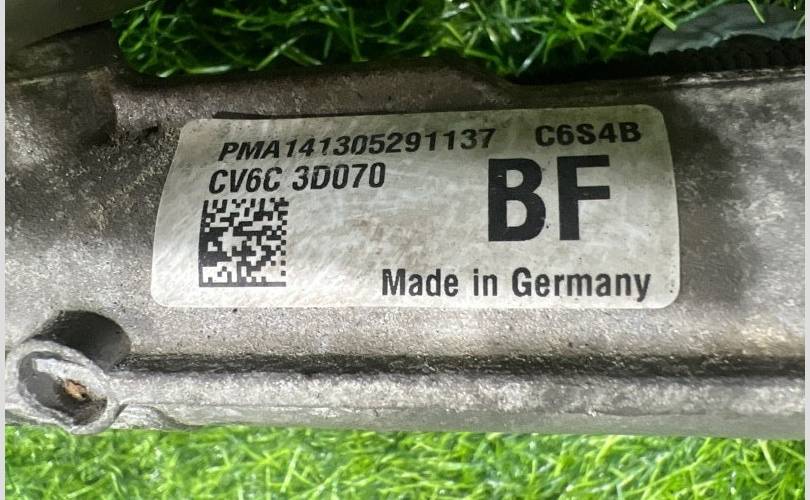 PMA141305291137 C6S4B
CV6C 3D070
BF
Made in Germany